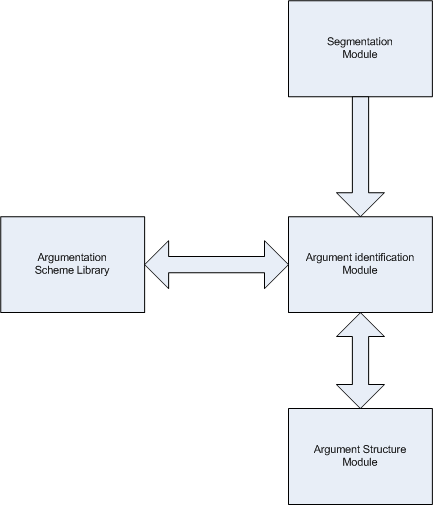 Segmentation
Module
Argumentation
Scheme Library
Argument identification
Module
Argument Structure
Module